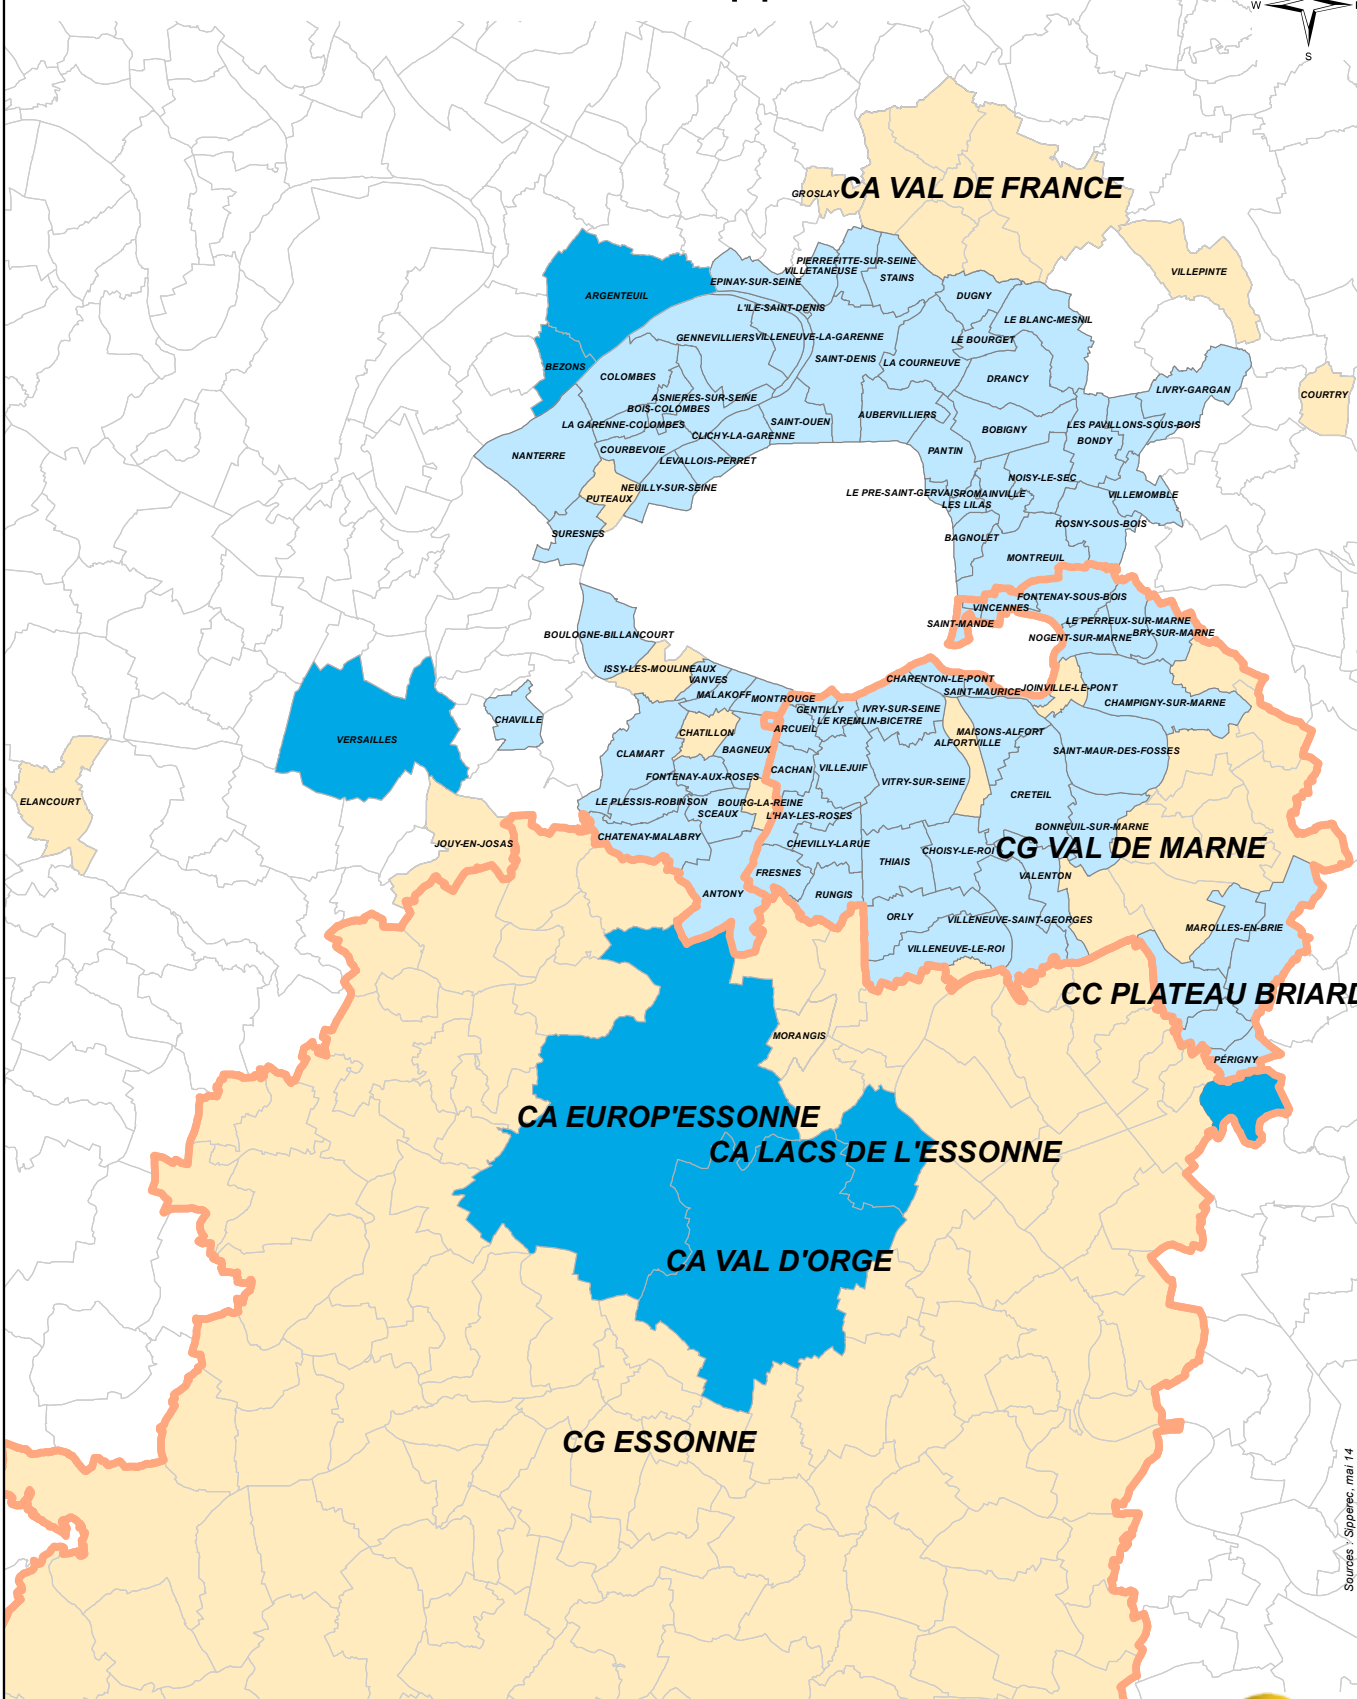 W
S
CA VAL DE FRANCE
GROSLAY
VILLEPINTE
PIERREFITTE-SUR-SEINE
VILLETANEUSE
STAINS
EPINAY-SUR-SEINE
ARGENTEUIL
DUGNY
L'ILE-SAINT-DENIS
LE BLANC-MESNIL
GENNEVILLIERS
VILLENEUVE-LA-GARENNE
LE BOURGET
SAINT-DENIS
LA COURNEUVE
BEZONS
COLOMBES
DRANCY
LIVRY-GARGAN
COURTRY
ASNIERES-SUR-SEINE
BOIS-COLOMBES
AUBERVILLIERS
LA GARENNE-COLOMBES
SAINT-OUEN
LES PAVILLONS-SOUS-BOIS
BOBIGNY
CLICHY-LA-GARENNE
BONDY
COURBEVOIE
PANTIN
NANTERRE
LEVALLOIS-PERRET
NOISY-LE-SEC
NEUILLY-SUR-SEINE
PUTEAUX
LE PRE-SAINT-GERVAIS
ROMAINVILLE
VILLEMOMBLE
LES LILAS
ROSNY-SOUS-BOIS
SURESNES
BAGNOLET
MONTREUIL
FONTENAY-SOUS-BOIS
VINCENNES
LE PERREUX-SUR-MARNE
SAINT-MANDE
BOULOGNE-BILLANCOURT
NOGENT-SUR-MARNE
BRY-SUR-MARNE
ISSY-LES-MOULINEAUX
VANVES
CHARENTON-LE-PONT
JOINVILLE-LE-PONT
SAINT-MAURICE
MALAKOFF
MONTROUGE
CHAMPIGNY-SUR-MARNE
GENTILLY
IVRY-SUR-SEINE
CHAVILLE
LE KREMLIN-BICETRE
ARCUEIL
CHATILLON
MAISONS-ALFORT
VERSAILLES
ALFORTVILLE
BAGNEUX
CLAMART
SAINT-MAUR-DES-FOSSES
CACHAN
VILLEJUIF
FONTENAY-AUX-ROSES
VITRY-SUR-SEINE
CRETEIL
ELANCOURT
LE PLESSIS-ROBINSON
BOURG-LA-REINE
SCEAUX
L'HAY-LES-ROSES
BONNEUIL-SUR-MARNE
CHATENAY-MALABRY
JOUY-EN-JOSAS
CHEVILLY-LARUE
CHOISY-LE-ROI
CG VAL DE MARNE
THIAIS
FRESNES
VALENTON
ANTONY
RUNGIS
ORLY
VILLENEUVE-SAINT-GEORGES
MAROLLES-EN-BRIE
VILLENEUVE-LE-ROI
CC PLATEAU BRIARD
MORANGIS
PÉRIGNY
CA EUROP'ESSONNE
CA LACS DE L'ESSONNE
CA VAL D'ORGE
CG ESSONNE
Sources : Sipperec, mai 14